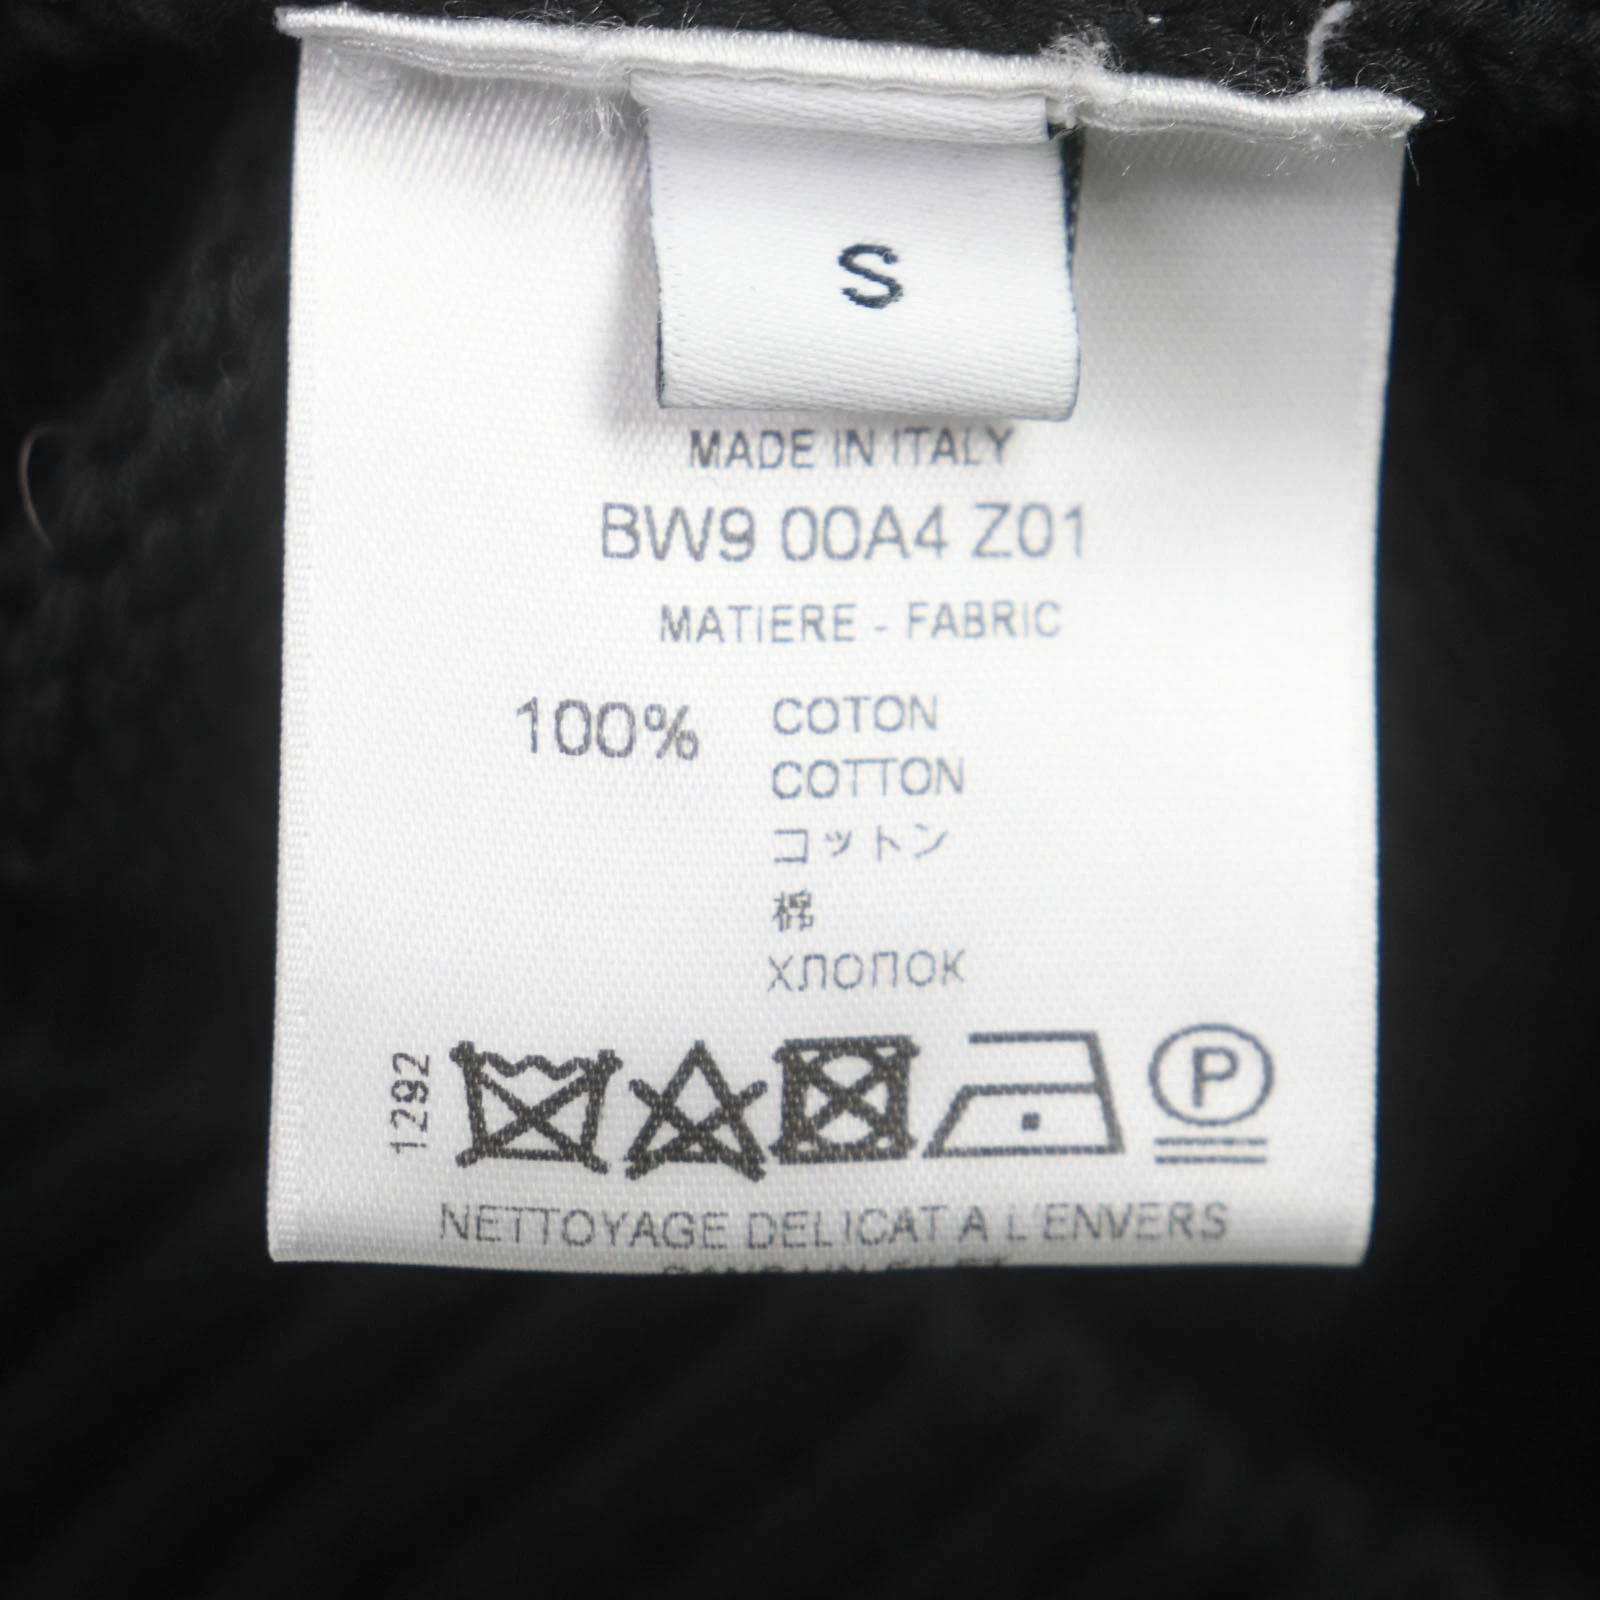 S
MADE IN ITALY
BW9 00A4 Z01
MATIERE - FABRIC
100% COTON
COTTON
コットン
棉
ХЛОПОК
1292
P
NETTOYAGE DELICAT A L'ENVERS